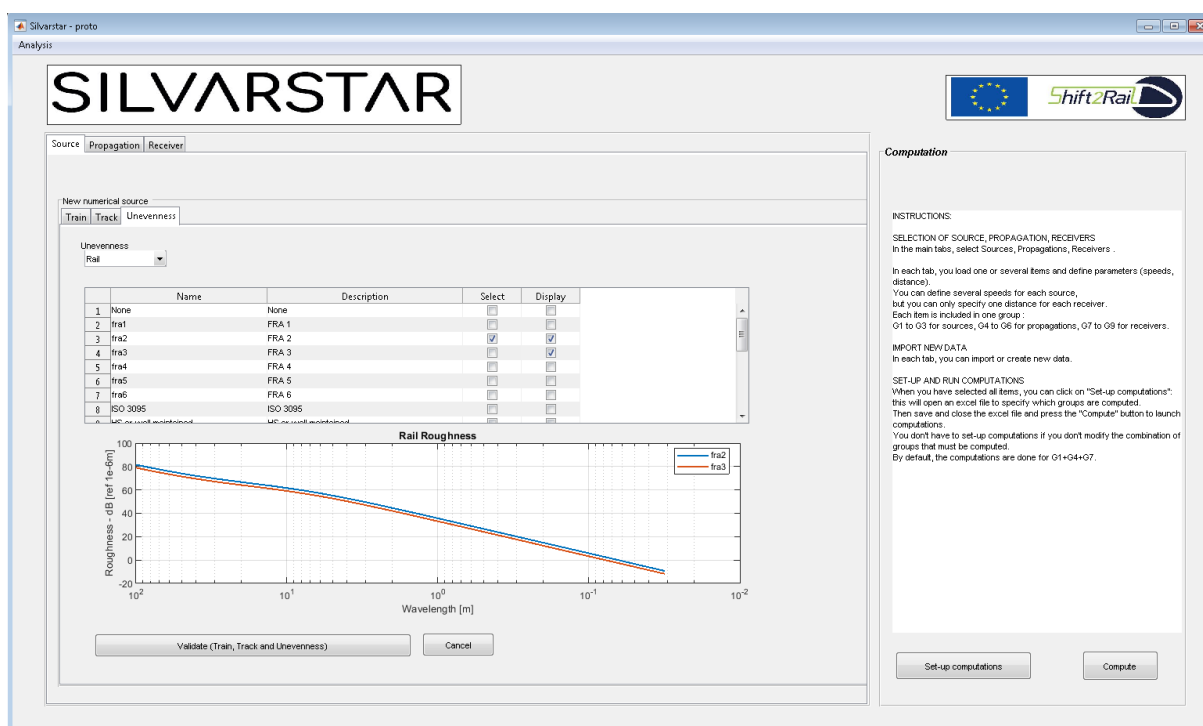 Silvarstar - proto
Analysis
SILVARSTAR
Shift2Rail
Source Propagation Receiver
New numerical source
Train Track Unevenness
Unevenness
Rail
Name Description Select Display
1 None None
2 fra1 FRA 1
3 fra2 FRA 2
4 fra3 FRA 3
5 fra4 FRA 4
6 fra5 FRA 5
7 fra6 FRA 6
8 ISO 3095 ISO 3095
9 HS or well maintained HS or well maintained
Rail Roughness
Roughness - dB [ref 1e-6m]
100
80
60
40
20
0
-20
fra2
fra3
10² 10¹ 10⁰ 10⁻¹ 10⁻²
Wavelength [m]
Validate (Train, Track and Unevenness) Cancel
Computation
INSTRUCTIONS:
SELECTION OF SOURCE, PROPAGATION, RECEIVERS
In the main tabs, select Sources, Propagations, Receivers .
In each tab, you load one or several items and define parameters (speeds,
distance).
You can define several speeds for each source,
but you can only specify one distance for each receiver.
Each item is included in one group :
G1 to G3 for sources, G4 to G6 for propagations, G7 to G9 for receivers.
IMPORT NEW DATA
In each tab, you can import or create new data.
SET-UP AND RUN COMPUTATIONS
When you have selected all items, you can click on "Set-up computations":
this will open an excel file to specify which groups are computed.
Then save and close the excel file and press the "Compute" button to launch
computations.
You don't have to set-up computations if you don't modify the combination of
groups that must be computed.
By default, the computations are done for G1+G4+G7.
Set-up computations Compute